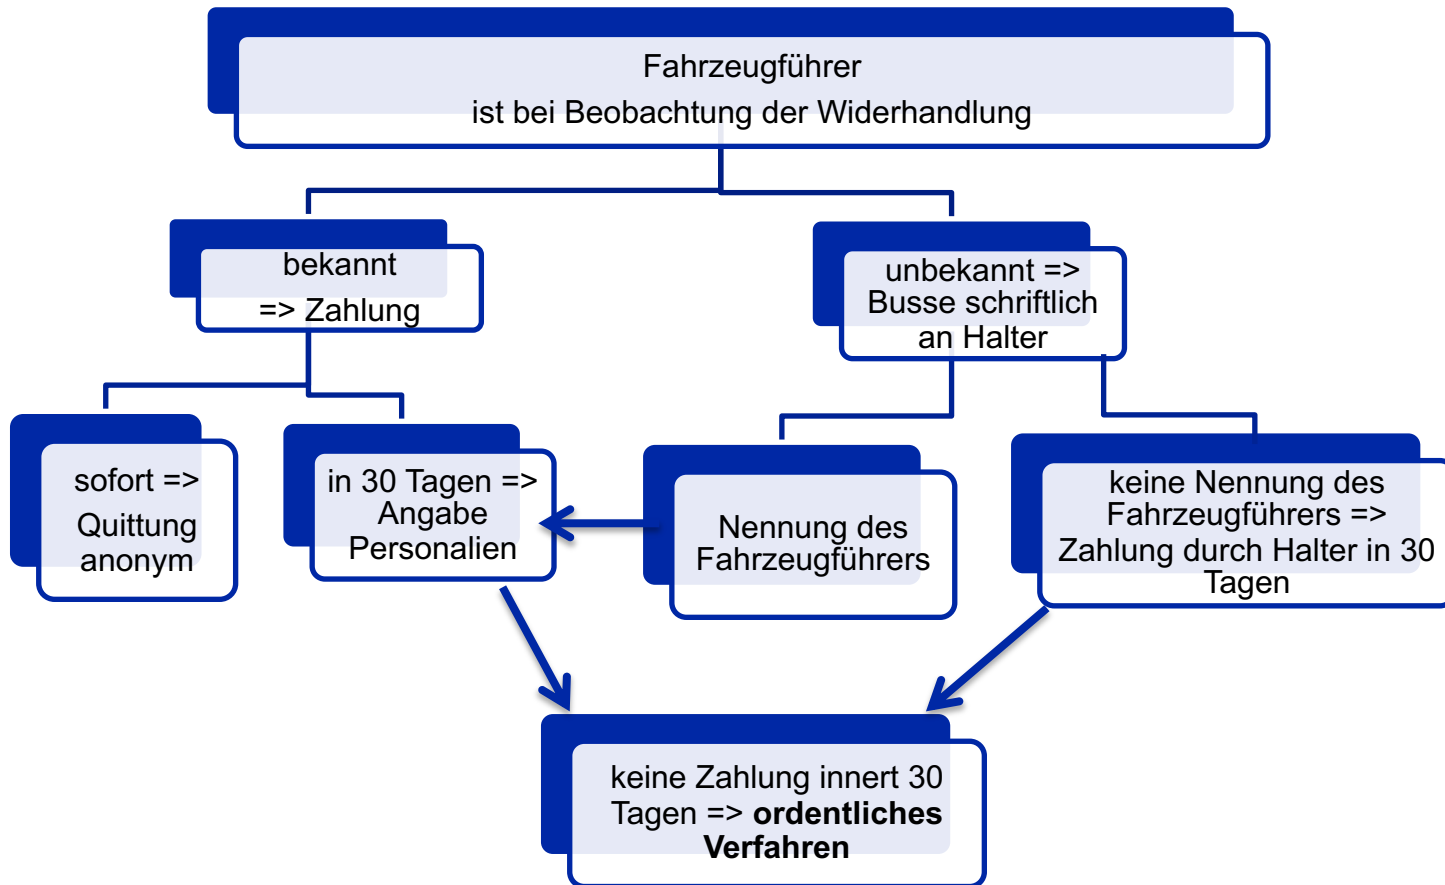 Fahrzeugführer
ist bei Beobachtung der Widerhandlung
bekannt
=> Zahlung
unbekannt =>
Busse schriftlich
an Halter
sofort =>
Quittung
anonym
in 30 Tagen =>
Angabe
Personalien
Nennung des
Fahrzeugführers
keine Nennung des
Fahrzeugführers =>
Zahlung durch Halter in 30
Tagen
keine Zahlung innert 30
Tagen => ordentliches
Verfahren